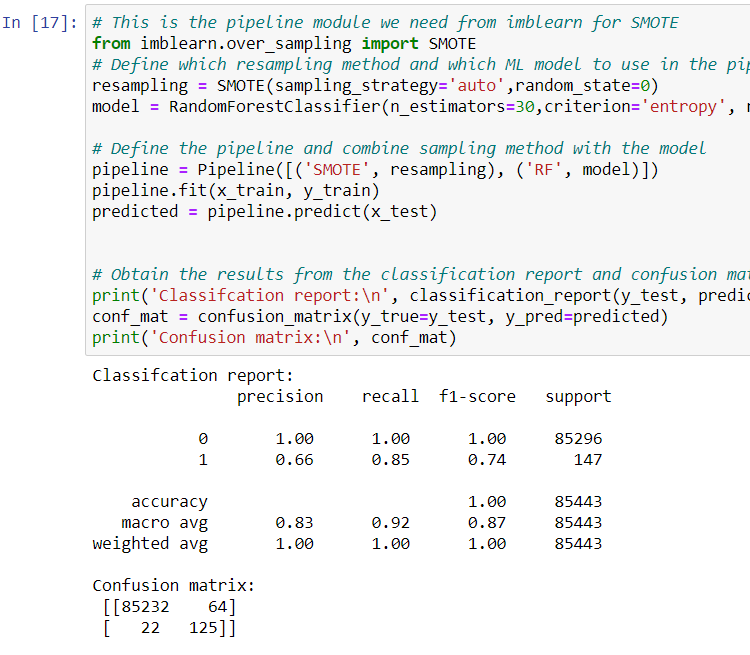 In [17]: # This is the pipeline module we need from imblearn for SMOTE
from imblearn.over_sampling import SMOTE
# Define which resampling method and which ML model to use in the
resampling = SMOTE(sampling_strategy='auto',random_state=0)
model = RandomForestClassifier(n_estimators=30,criterion='entropy',
# Define the pipeline and combine sampling method with the model
pipeline = Pipeline([('SMOTE', resampling), ('RF', model)])
pipeline.fit(x_train, y_train)
predicted = pipeline.predict(x_test)
# Obtain the results from the classification report and confusion
print('Classifcation report:\n', classification_report(y_test,
conf_mat = confusion_matrix(y_true=y_test, y_pred=predicted)
print('Confusion matrix:\n', conf_mat)
Classifcation report:
precision recall f1-score support
0 1.00 1.00 1.00 85296
1 0.66 0.85 0.74 147
accuracy 1.00 85443
macro avg 0.83 0.92 0.87 85443
weighted avg 1.00 1.00 1.00 85443
Confusion matrix:
[[85232 64]
[ 22 125]]